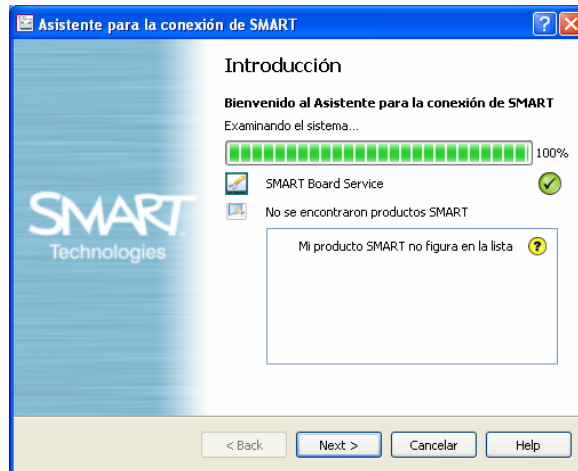 Asistente para la conexión de SMART
Introducción
Bienvenido al Asistente para la conexión de SMART
Examinando el sistema...
100%
SMART Board Service
No se encontraron productos SMART
Mi producto SMART no figura en la lista
SMART
Technologies
< Back
Next >
Cancelar
Help